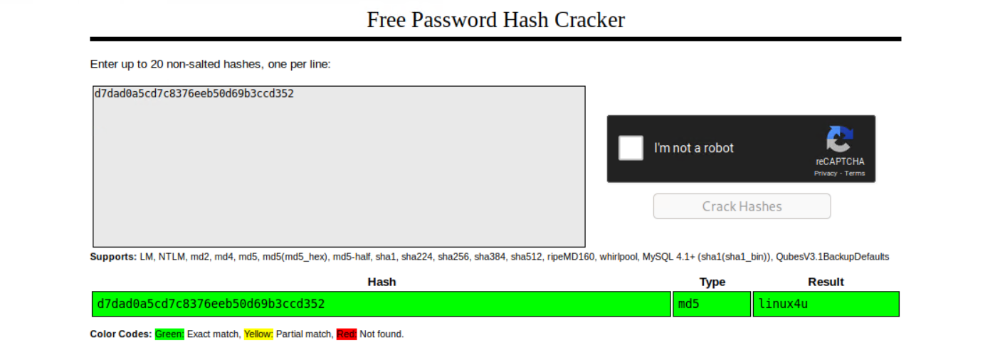 Free Password Hash Cracker
Enter up to 20 non-salted hashes, one per line:
d7dad0a5cd7c8376eeb50d69b3ccd352
I'm not a robot
reCAPTCHA
Privacy - Terms
Crack Hashes
Supports: LM, NTLM, md2, md4, md5, md5(md5_hex), md5-half, sha1, sha224, sha256, sha384, sha512, ripeMD160, whirlpool, MySQL 4.1+ (sha1(sha1_bin)), QubesV3.1BackupDefaults
Hash Type Result
d7dad0a5cd7c8376eeb50d69b3ccd352 md5 linux4u
Color Codes: Green: Exact match, Yellow: Partial match, Red: Not found.